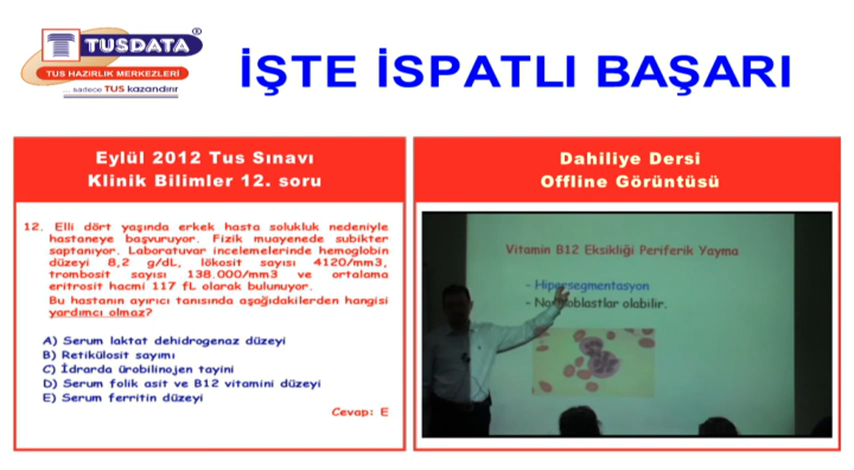 TUSDATA®
TUS HAZIRLIK MERKEZLERİ
... sadece TUS kazandırır
İŞTE İSPATLI BAŞARI
Eylül 2012 Tus Sınavı
Klinik Bilimler 12. soru
12. Elli dört yaşında erkek hasta solukluk nedeniyle
hastaneye başvuruyor. Fizik muayenede subikter
saptanıyor. Laboratuvar incelemelerinde hemoglobin
düzeyi 8,2 g/dL, lökosit sayısı 4120/mm3,
trombosit sayısı 138.000/mm3 ve ortalama
eritrosit hacmi 117 fL olarak bulunuyor.
Bu hastanın ayırıcı tanısında aşağıdakilerden hangisi
yardımcı olmaz?
A) Serum laktat dehidrogenaz düzeyi
B) Retikülosit sayımı
C) İdrarda ürobilinojen tayini
D) Serum folik asit ve B12 vitamini düzeyi
E) Serum ferritin düzeyi
Cevap: E
Dahiliye Dersi
Offline Görüntüsü
Vitamin B12 Eksikliği Periferik Yayma
- Hipersegmentasyon
- Normoblastlar olabilir.